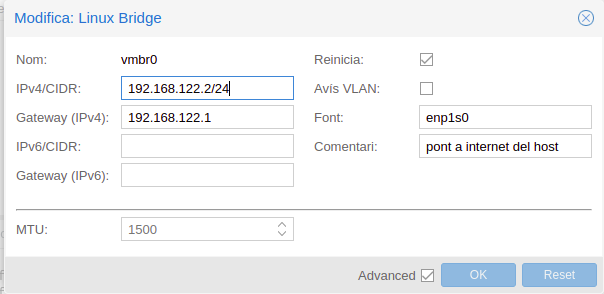 Modifica: Linux Bridge
Nom: vmbr0 Reinicia:
IPv4/CIDR: 192.168.122.2/24 Avís VLAN:
Gateway (IPv4): 192.168.122.1 Font: enp1s0
IPv6/CIDR: Comentari: pont a internet del host
Gateway (IPv6):
MTU: 1500
Advanced OK Reset